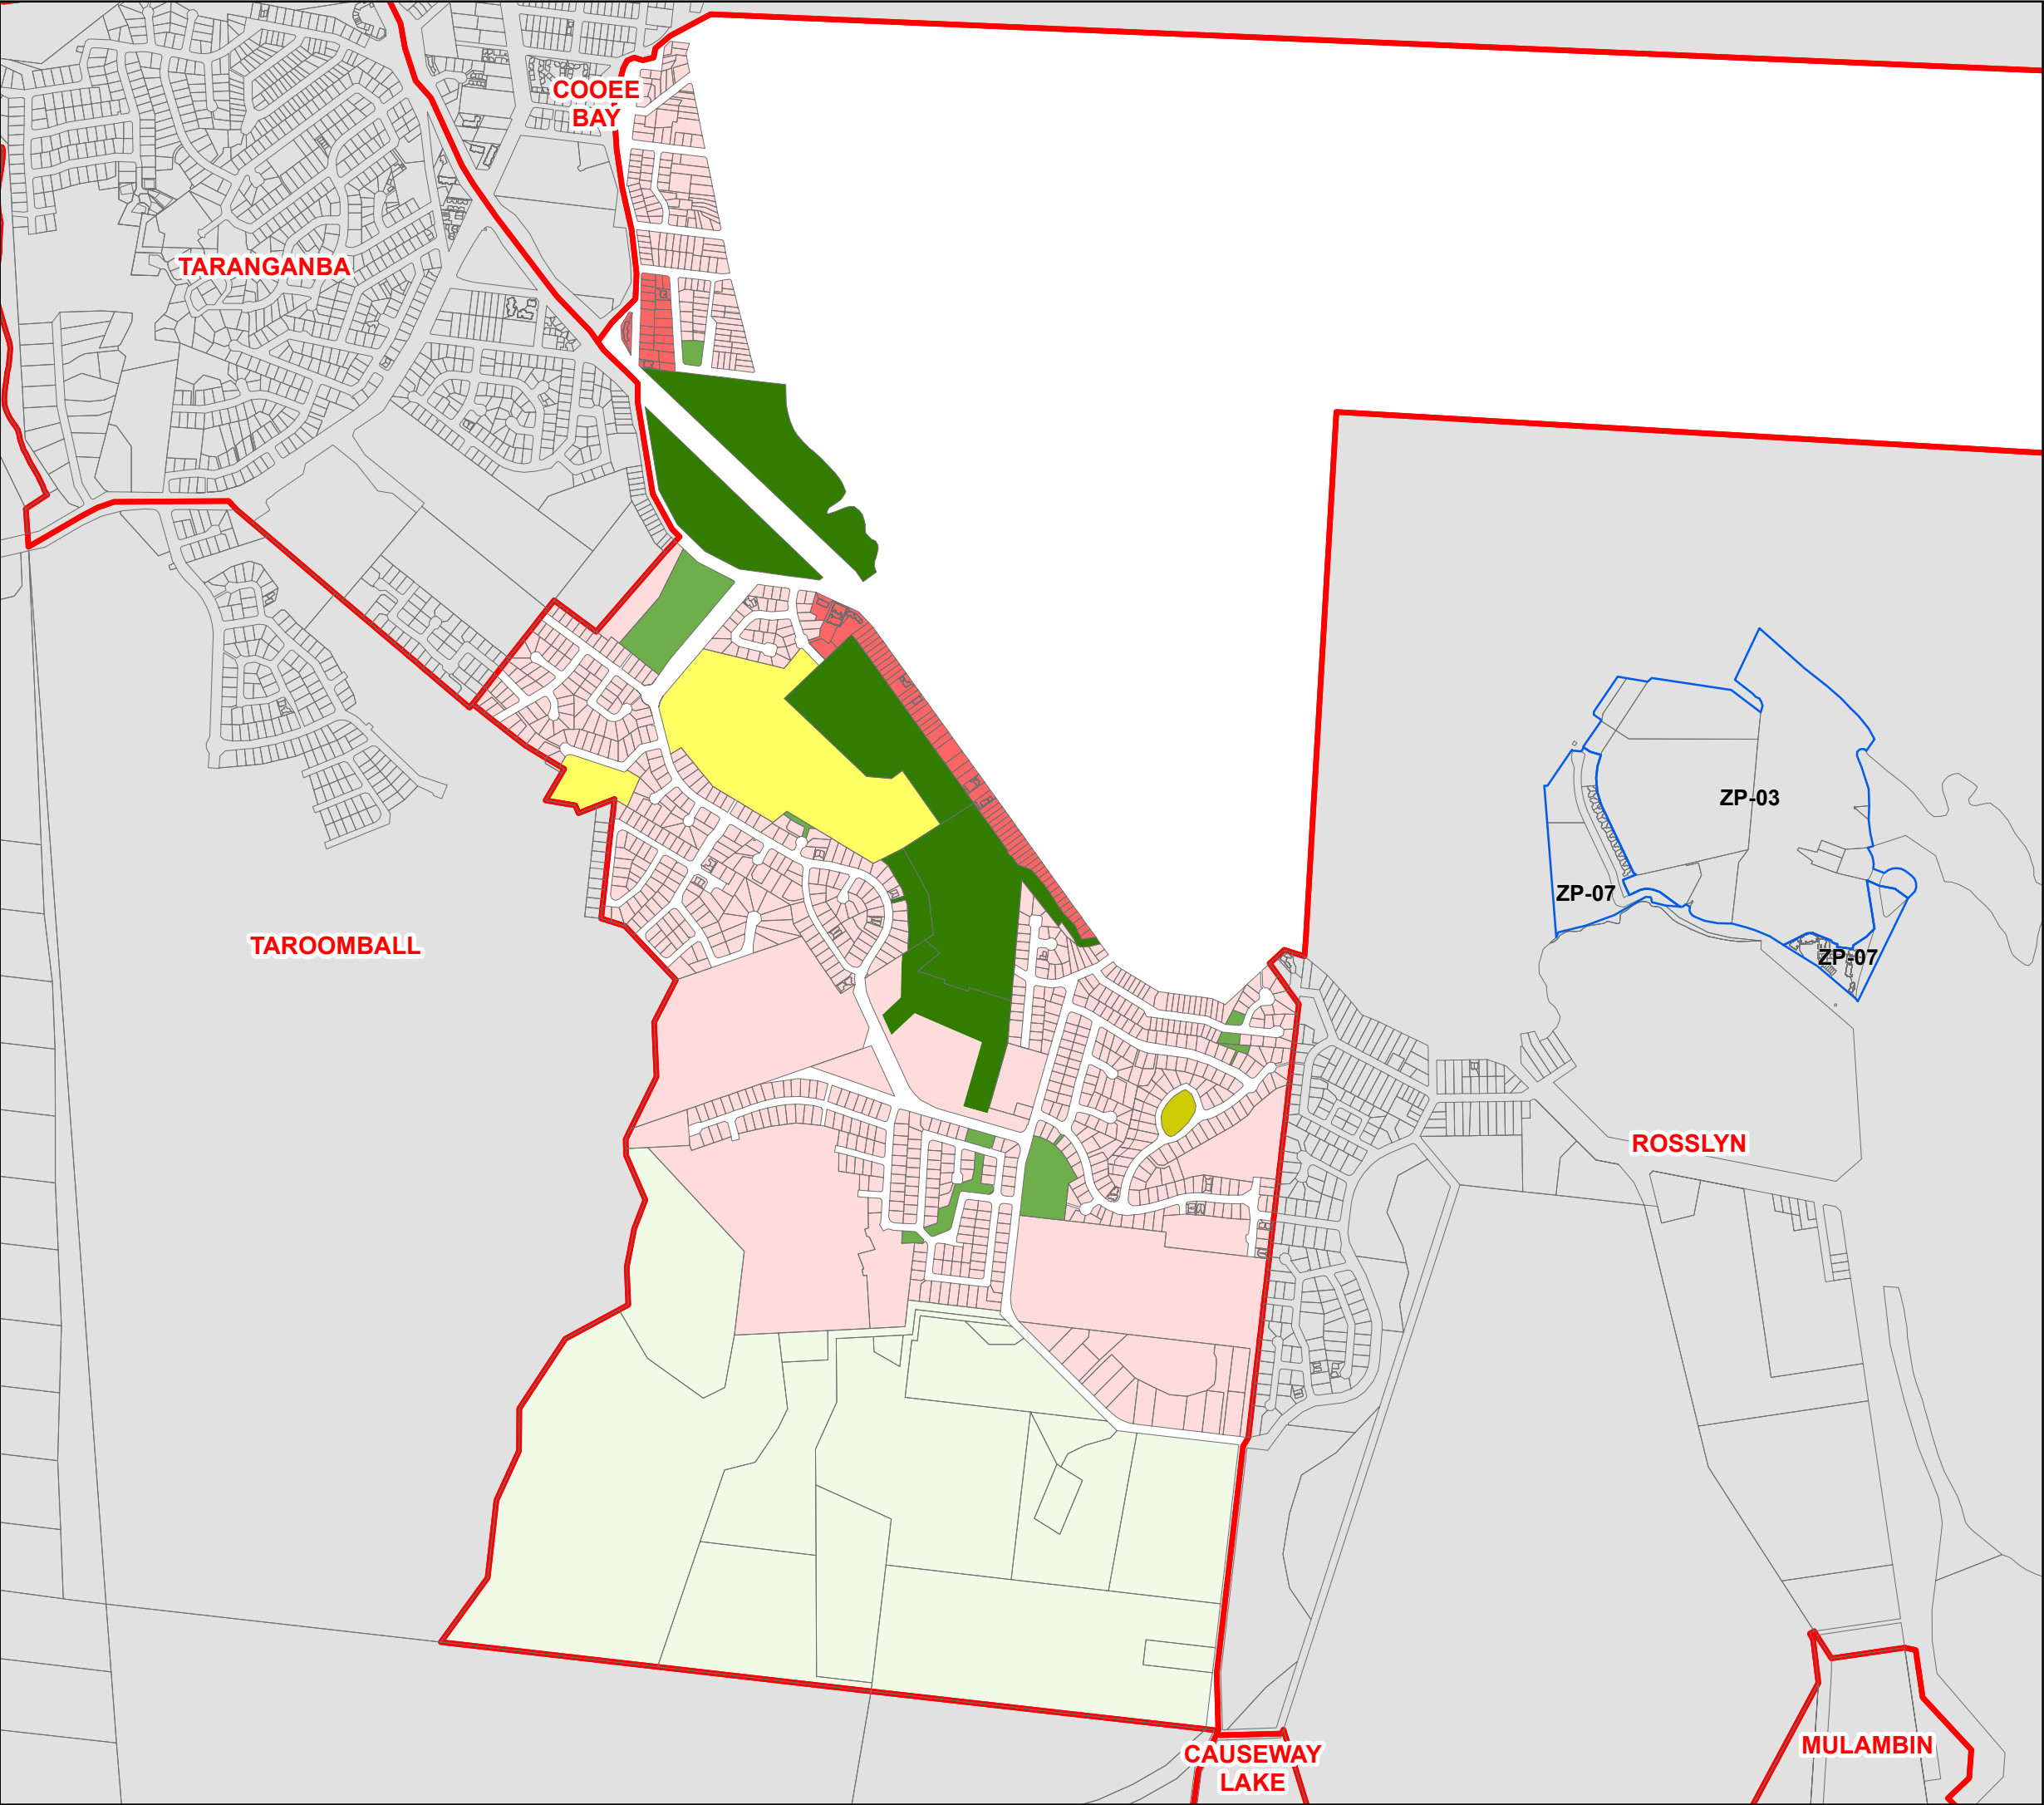 COOEE
BAY
TARANGANBA
ZP-03
ZP-07
TAROOMBALL
ZP-07
ROSSLYN
CAUSEWAY
LAKE
MULAMBIN